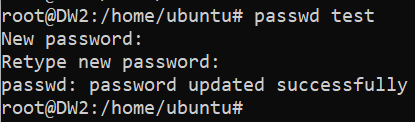 root@DW2:/home/ubuntu# passwd test
New password:
Retype new password:
passwd: password updated successfully
root@DW2:/home/ubuntu#